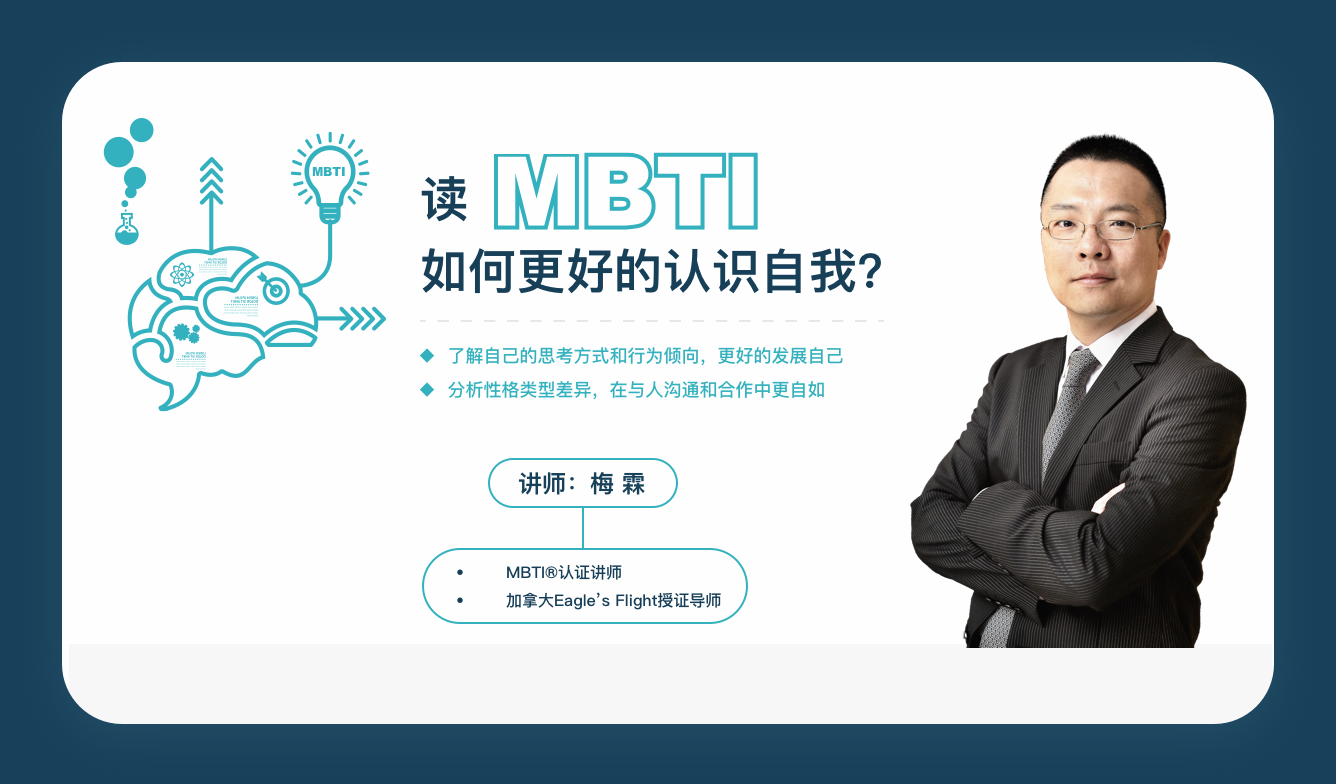 MBTI
读 MBTI
如何更好的认识自我?
◆ 了解自己的思考方式和行为倾向，更好的发展自己
◆ 分析性格类型差异，在与人沟通和合作中更自如
讲师：梅 霖
• MBTI®认证讲师
• 加拿大Eagle's Flight授证导师